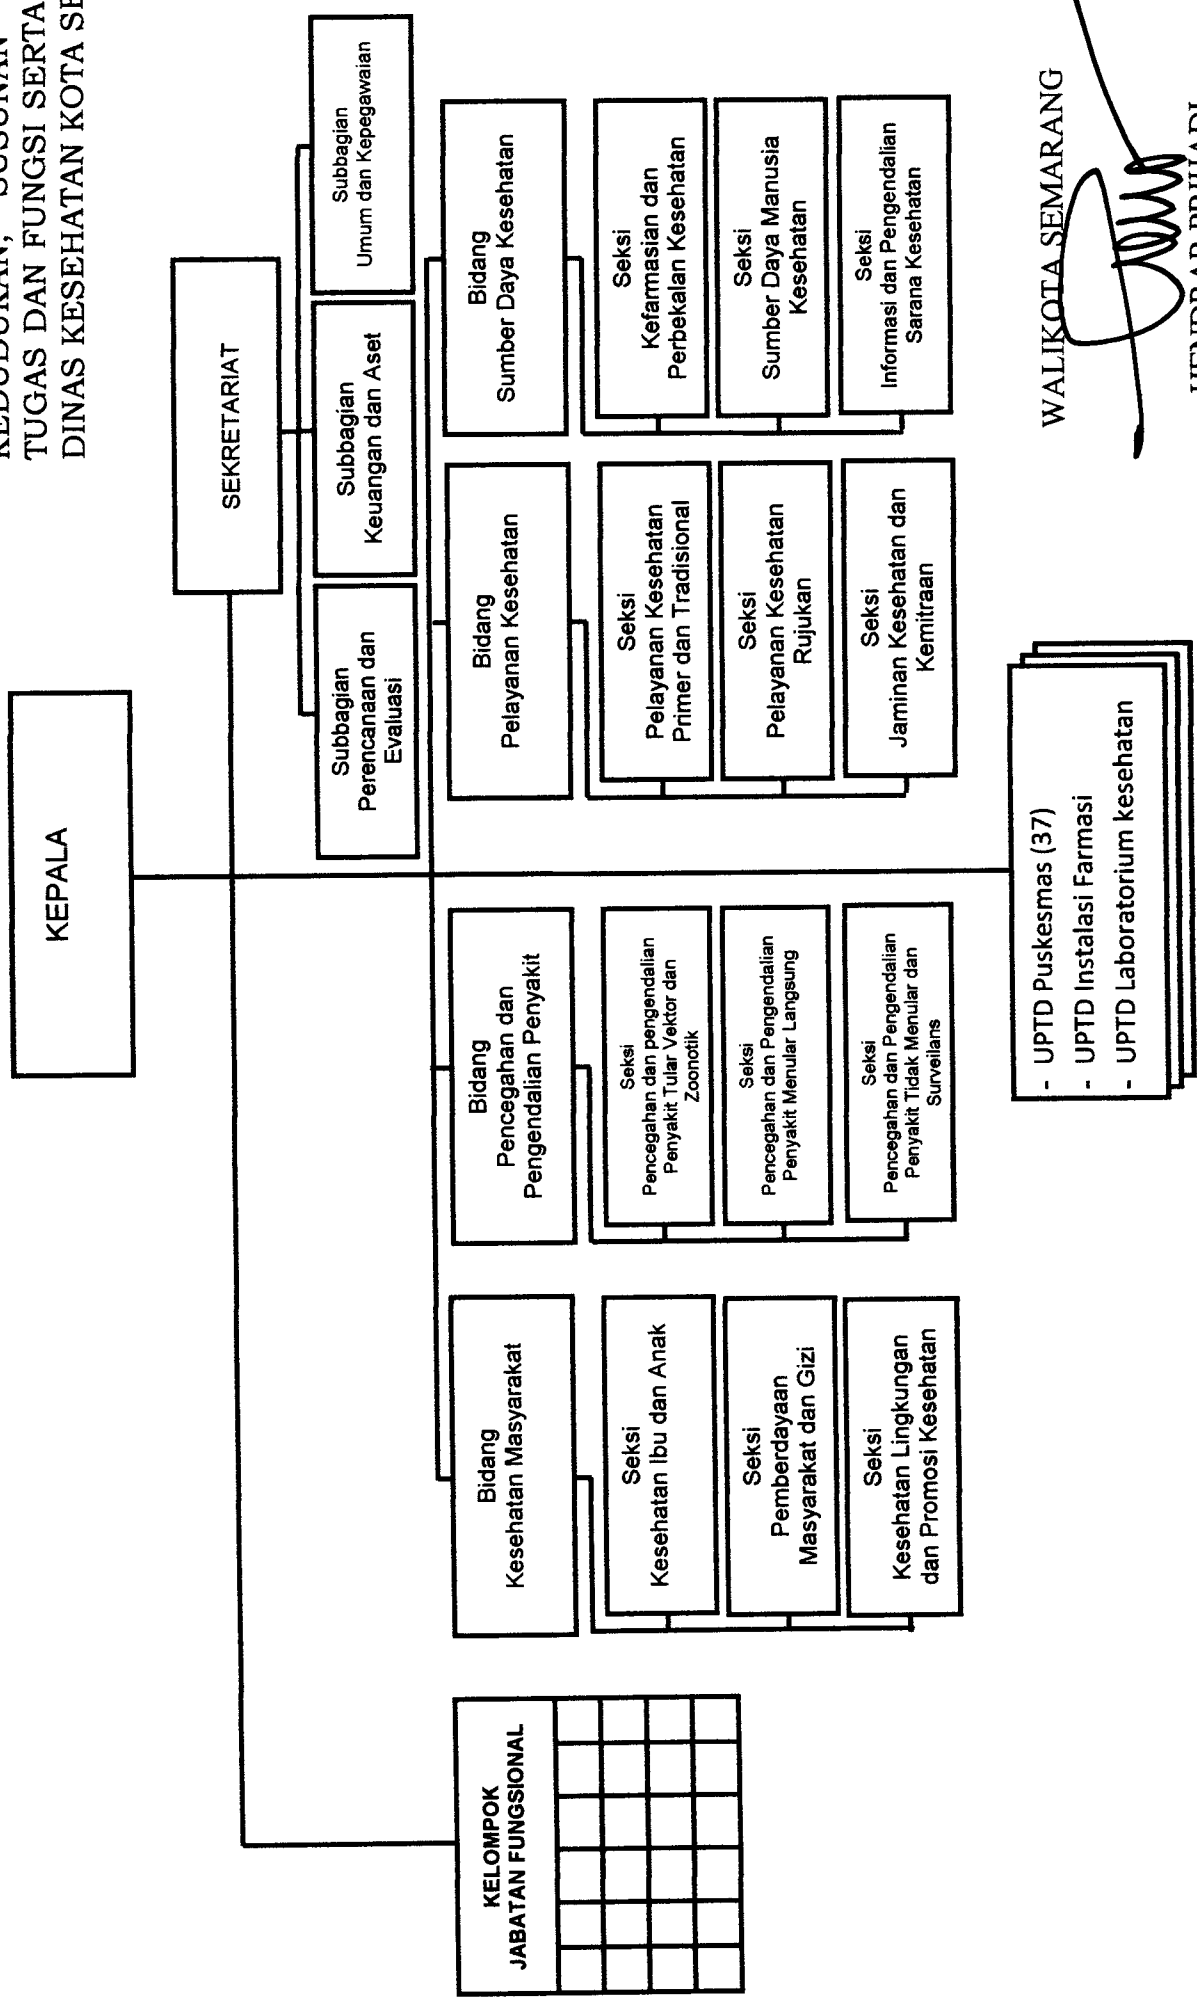 TUGAS DAN FUNGSI SERTA
DINAS KESEHATAN KOTA
KEPALA
SEKRETARIAT
Subbagian
Perencanaan dan
Evaluasi
Subbagian
Keuangan dan Aset
Subbagian
Umum dan Kepegawaian
KELOMPOK
JABATAN FUNGSIONAL
Bidang
Kesehatan Masyarakat
Seksi
Kesehatan Ibu dan Anak
Seksi
Pemberdayaan
Masyarakat dan Gizi
Seksi
Kesehatan Lingkungan
dan Promosi Kesehatan
Bidang
Pencegahan dan
Pengendalian Penyakit
Seksi
Pencegahan dan pengendalian
Penyakit Tular Vektor dan
Zoonotik
Seksi
Pencegahan dan Pengendalian
Penyakit Menular Langsung
Seksi
Pencegahan dan Pengendalian
Penyakit Tidak Menular dan
Surveilans
Bidang
Pelayanan Kesehatan
Seksi
Pelayanan Kesehatan
Primer dan Tradisional
Seksi
Pelayanan Kesehatan
Rujukan
Seksi
Jaminan Kesehatan dan
Kemitraan
Bidang
Sumber Daya Kesehatan
Seksi
Kefarmasian dan
Perbekalan Kesehatan
Seksi
Sumber Daya Manusia
Kesehatan
Seksi
Informasi dan Pengendalian
Sarana Kesehatan
- UPTD Puskesmas (37)
- UPTD Instalasi Farmasi
- UPTD Laboratorium kesehatan
WALIKOTA SEMARANG